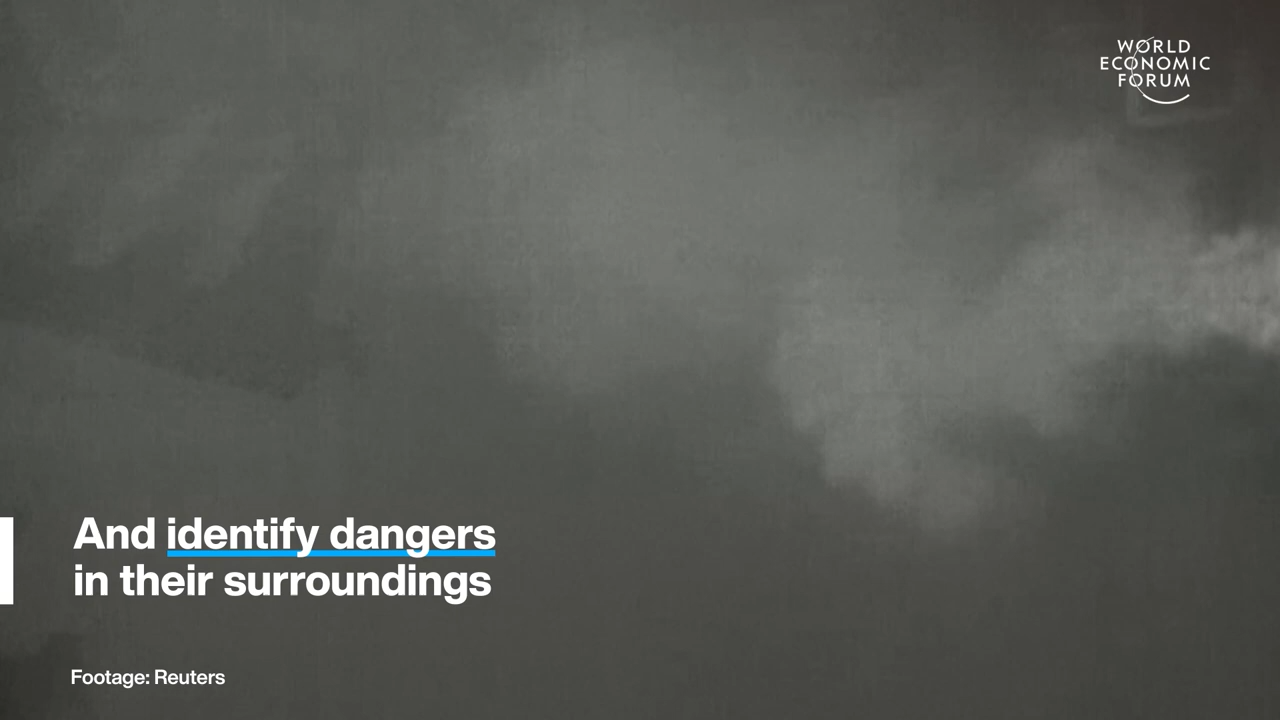 WORLD
ECONOMIC
FORUM
And identify dangers
in their surroundings
Footage: Reuters